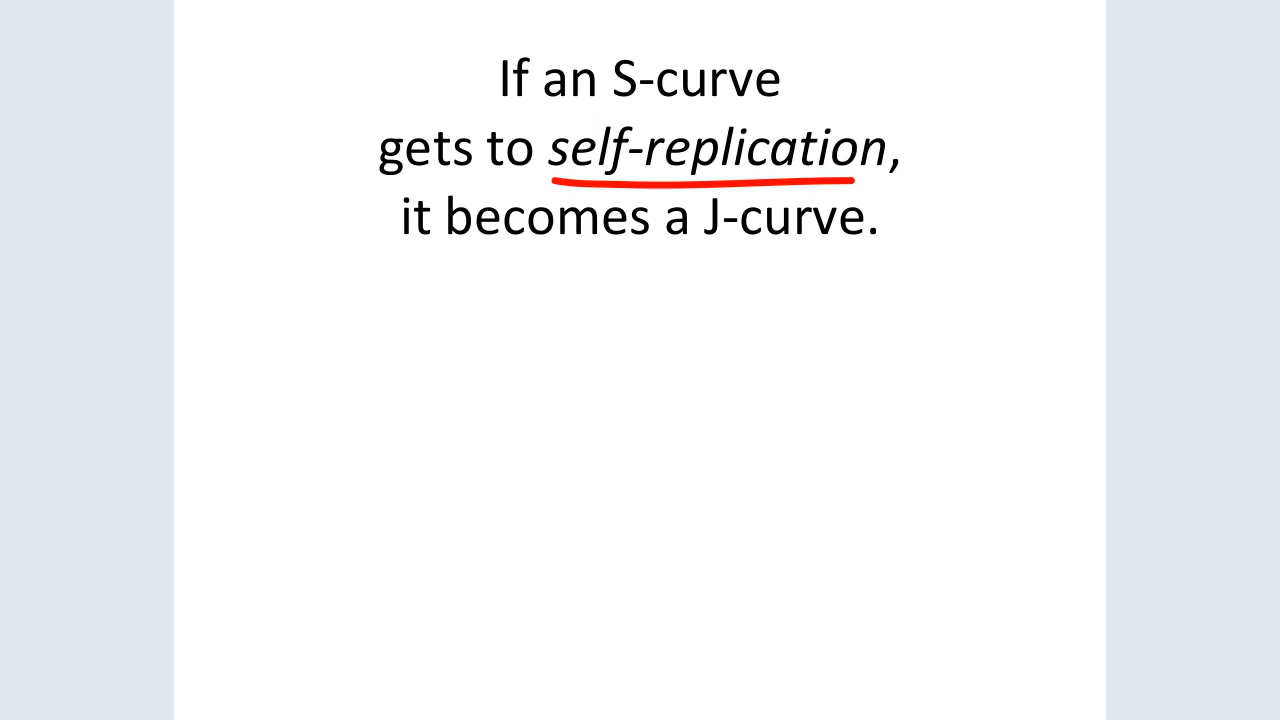 If an S-curve
gets to self-replication,
it becomes a J-curve.